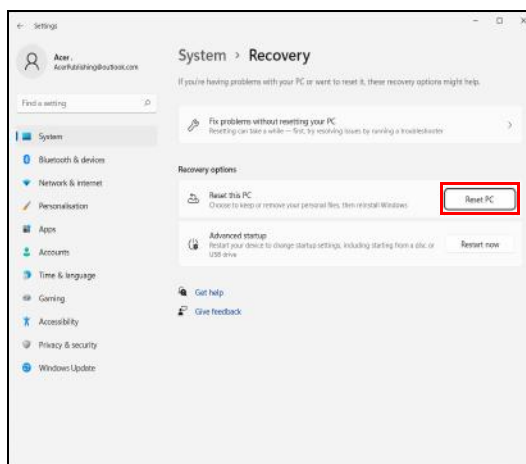 Settings
Acer .
AcerPublishing@outlook.com
System > Recovery
If you're having problems with your PC or want to reset it, these recovery options might help.
Find a setting
Fix problems without resetting your PC
Resetting can take a while — first, try resolving issues by running a troubleshooter
System
Bluetooth & devices
Recovery options
Network & internet
Reset this PC
Choose to keep or remove your personal files, then reinstall Windows
Reset PC
Personalisation
Apps
Advanced startup
Restart your device to change startup settings, including starting from a disc or
USB drive
Restart now
Accounts
Time & language
Get help
Gaming
Give feedback
Accessibility
Privacy & security
Windows Update